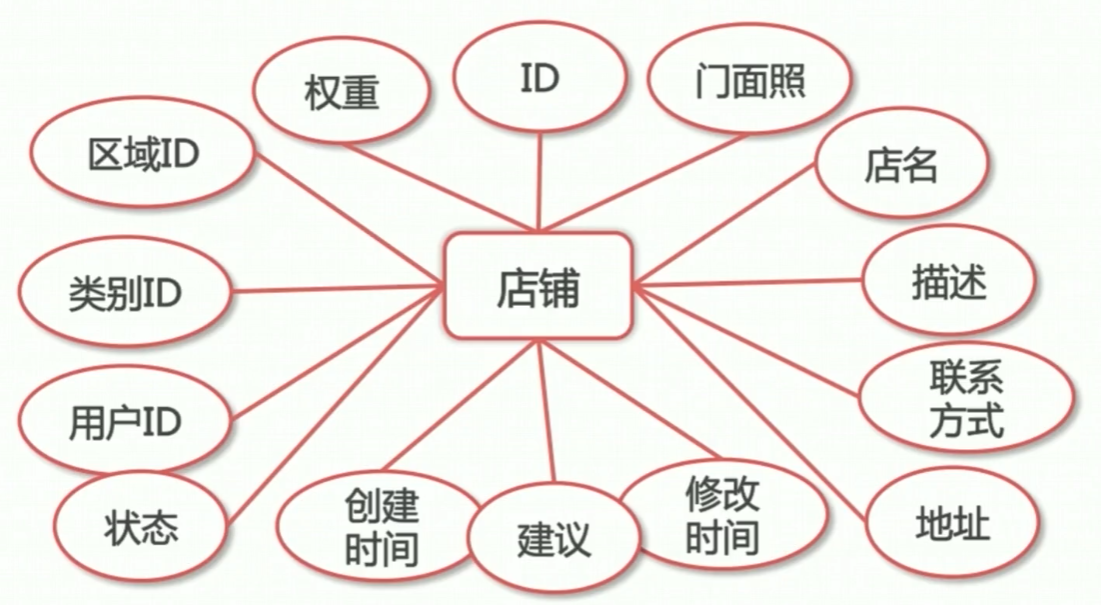 权重
ID
门面照
区域ID
店名
类别ID
店铺
描述
联系
方式
用户ID
状态
创建
时间
建议
修改
时间
地址